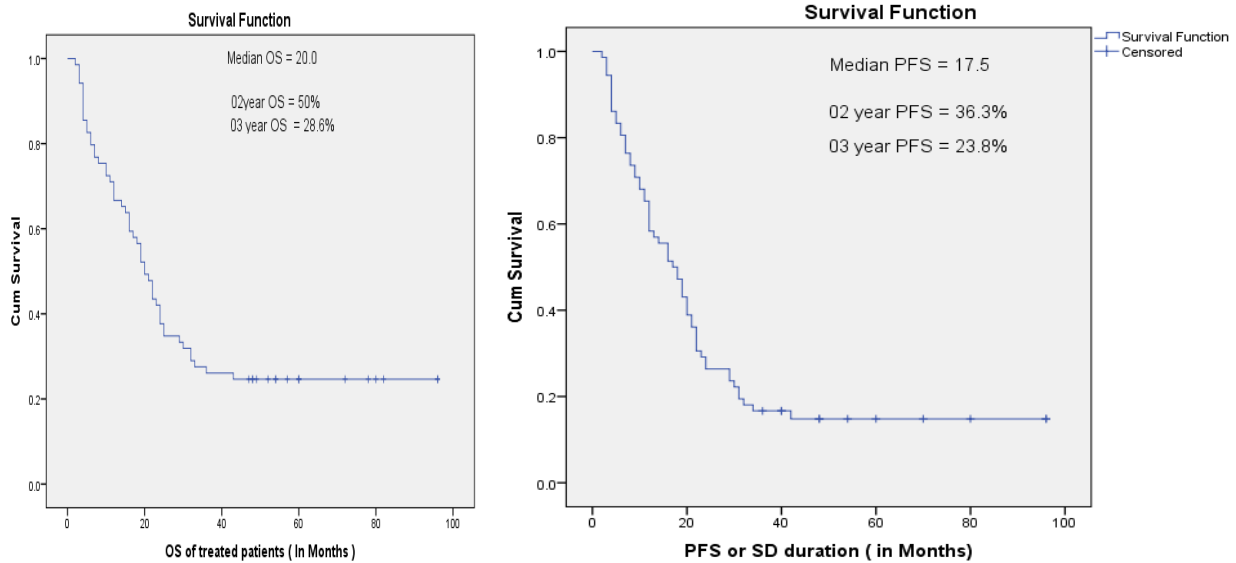 Survival Function
Median OS = 20.0
02year OS = 50%
03 year OS = 28.6%
1.0
0.8
0.6
0.4
0.2
0.0
Cum Survival
0 20 40 60 80 100
OS of treated patients ( In Months )
Survival Function
Survival Function
Censored
Median PFS = 17.5
02 year PFS = 36.3%
03 year PFS = 23.8%
1.0
0.8
0.6
0.4
0.2
0.0
Cum Survival
0 20 40 60 80 100
PFS or SD duration ( in Months)